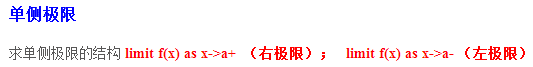 单侧极限
求单侧极限的结构 limit f(x) as x->a+ （右极限）； limit f(x) as x->a- （左极限）